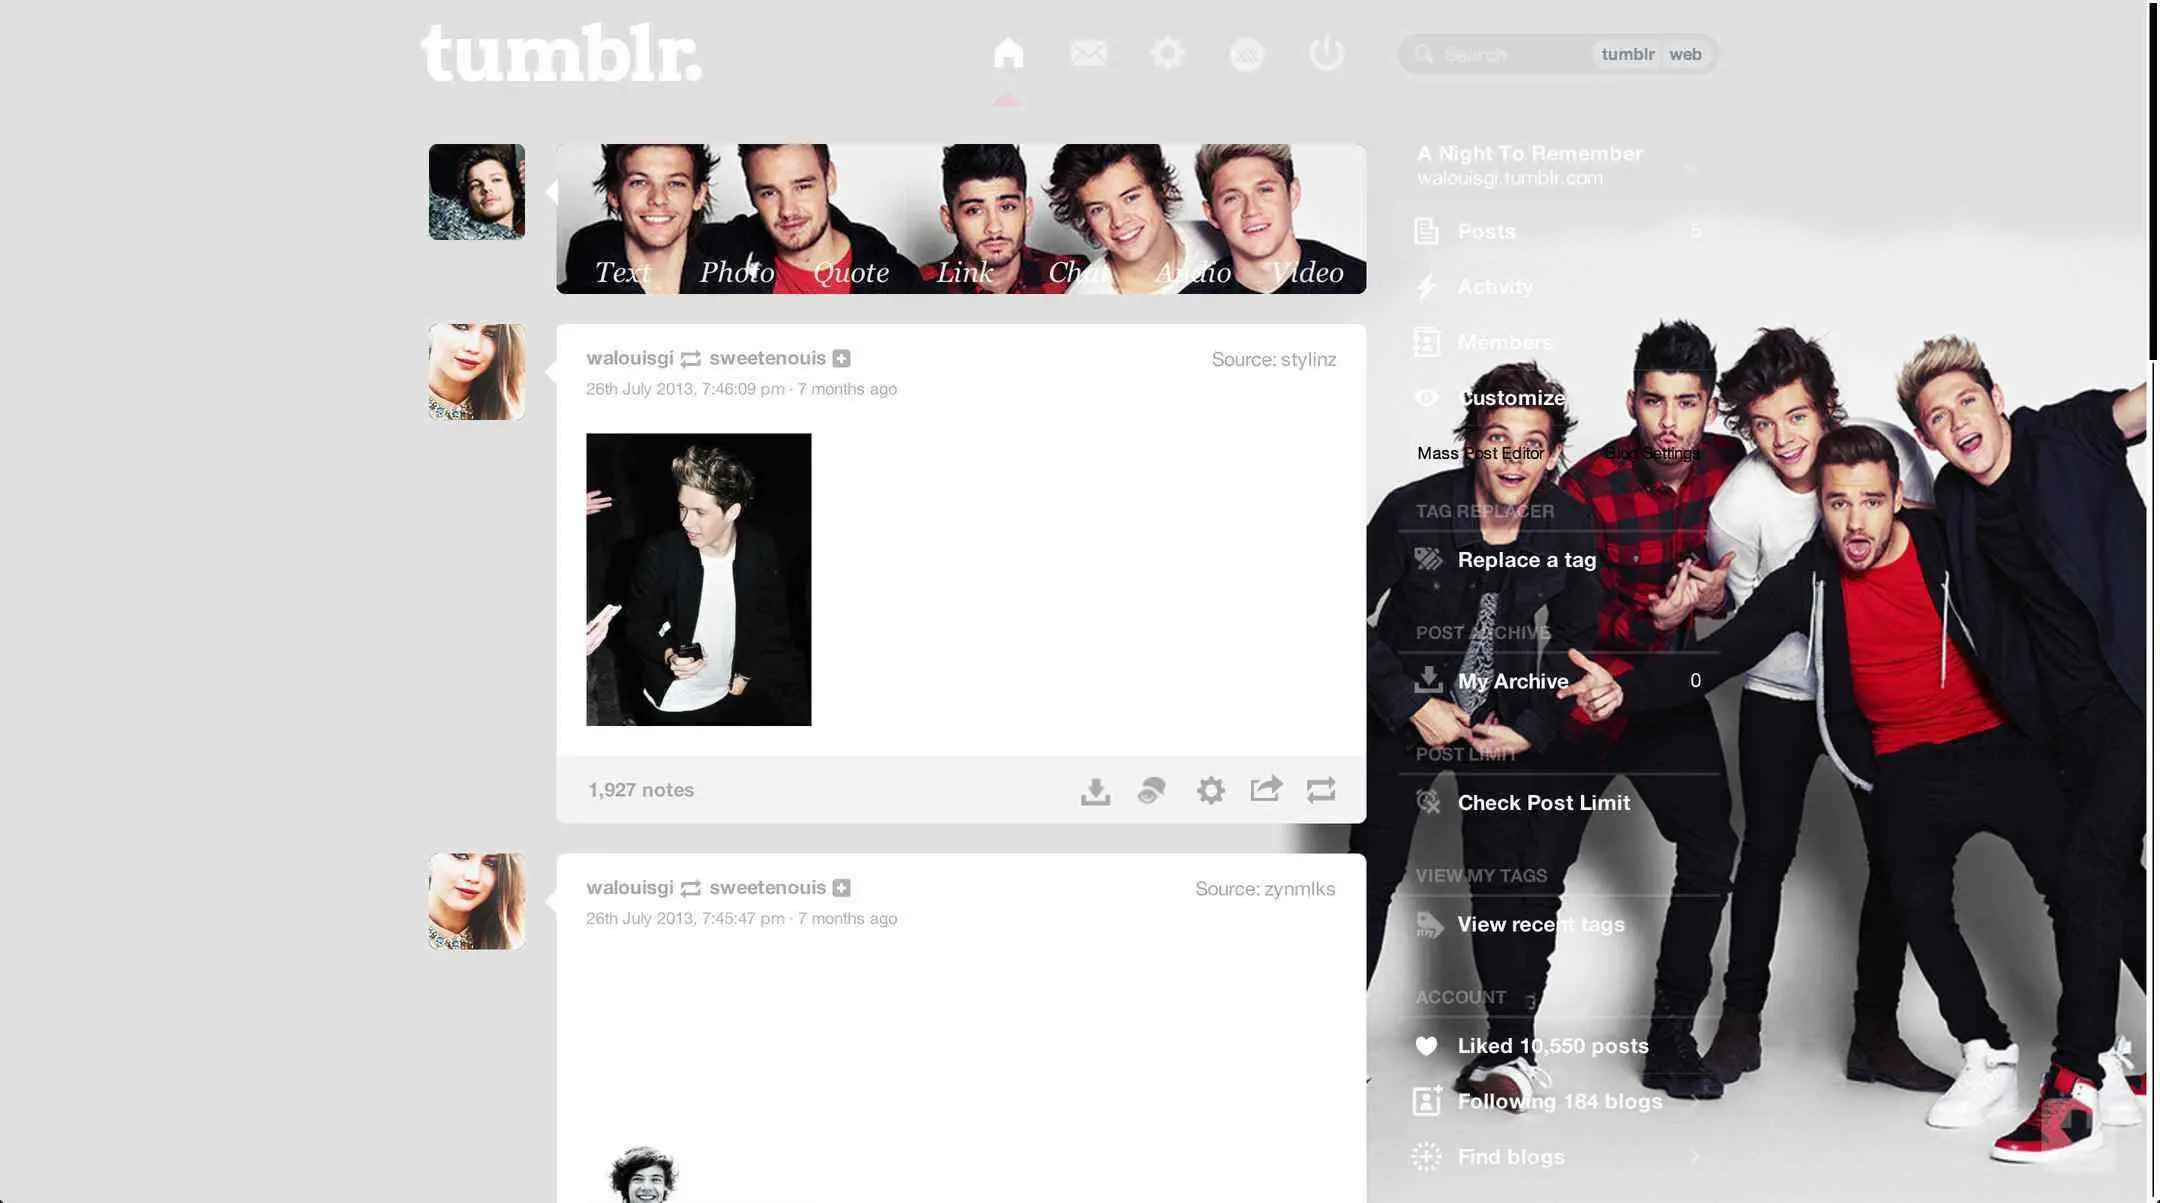 tumblr.
Search
tumblr web
A Night To Remember
walouisgi.tumblr.com
Text Photo Quote Link Chat Audio Video
Posts 5
Activity
Members
Customize
Mass Post Editor Blog Settings
TAG REPLACER
Replace a tag
POST ARCHIVE
My Archive 0
POST LIMIT
Check Post Limit
VIEW MY TAGS
View recent tags
ACCOUNT
Liked 10,550 posts
Following 184 blogs
Find blogs
walouisgi sweetenouis
Source: stylinz
26th July 2013, 7:46:09 pm · 7 months ago
1,927 notes
walouisgi sweetenouis
Source: zynmlks
26th July 2013, 7:45:47 pm · 7 months ago